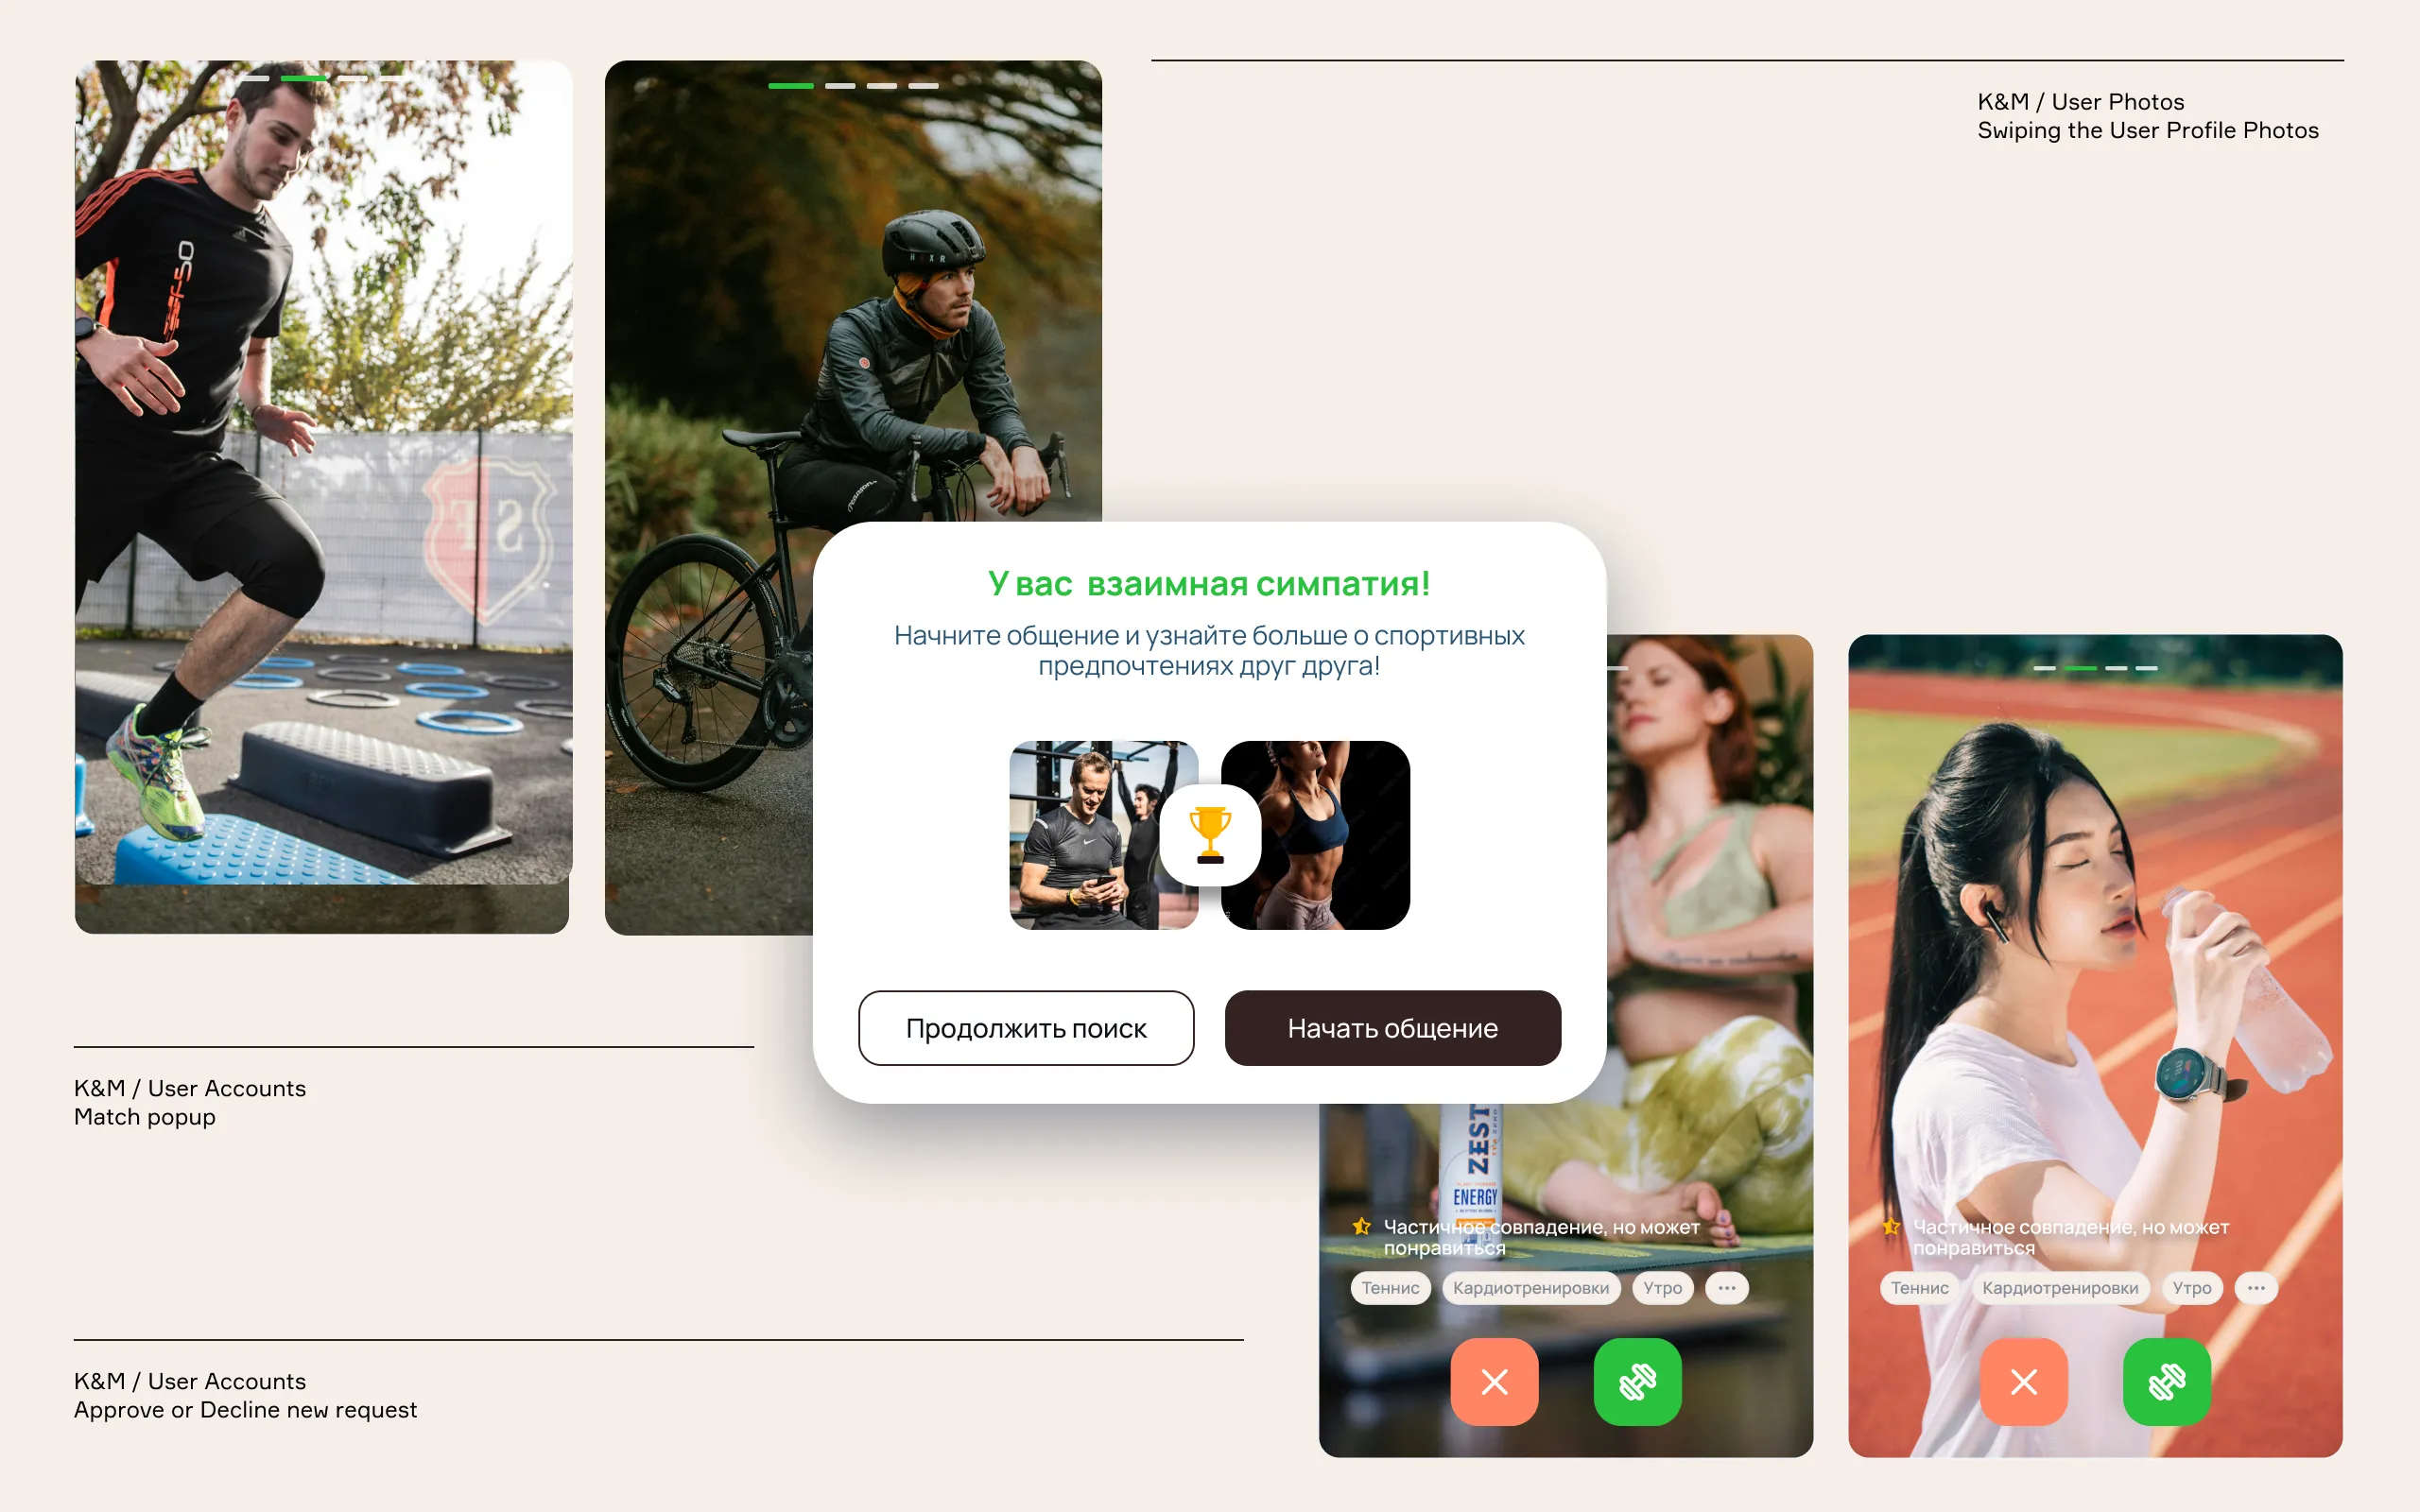 K&M / User Photos
Swiping the User Profile Photos
50
H XR
S F
У вас взаимная симпатия!
Начните общение и узнайте больше о спортивных
предпочтениях друг друга!
Продолжить поиск
Начать общение
K&M / User Accounts
Match popup
ZEST
ENERGY
Частичное совпадение, но может
понравиться
Теннис
Кардиотренировки
Утро
...
Частичное совпадение, но может
понравиться
Теннис
Кардиотренировки
Утро
...
K&M / User Accounts
Approve or Decline new request